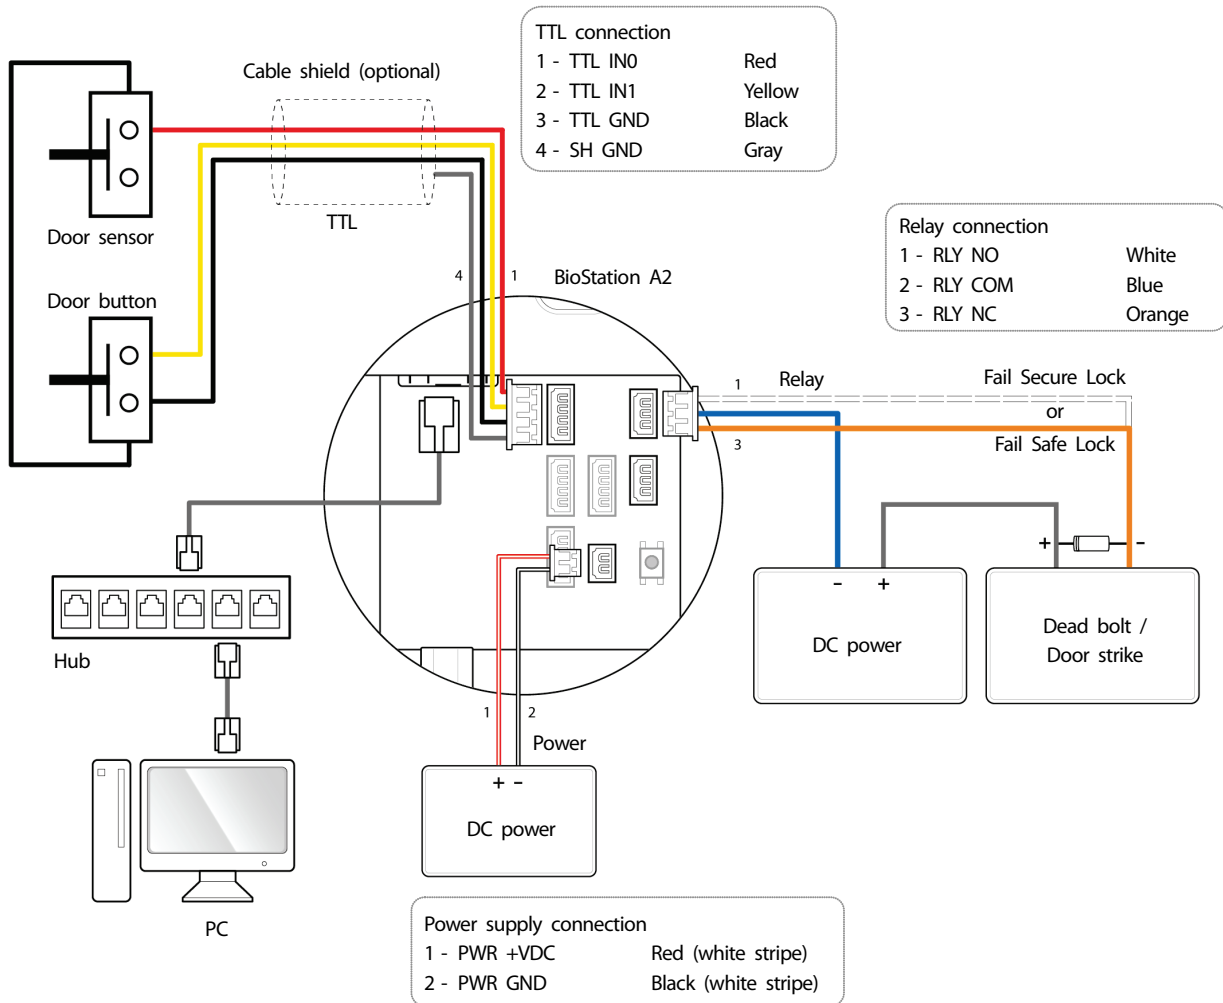 TTL connection
1 - TTL IN0 Red
2 - TTL IN1 Yellow
3 - TTL GND Black
4 - SH GND Gray
Cable shield (optional)
TTL
Door sensor
Door button
4
1
BioStation A2
Relay connection
1 - RLY NO White
2 - RLY COM Blue
3 - RLY NC Orange
1
Relay
Fail Secure Lock
or
3
Fail Safe Lock
+
-
- +
DC power
Dead bolt /
Door strike
Hub
1
2
Power
+ -
DC power
PC
Power supply connection
1 - PWR +VDC Red (white stripe)
2 - PWR GND Black (white stripe)